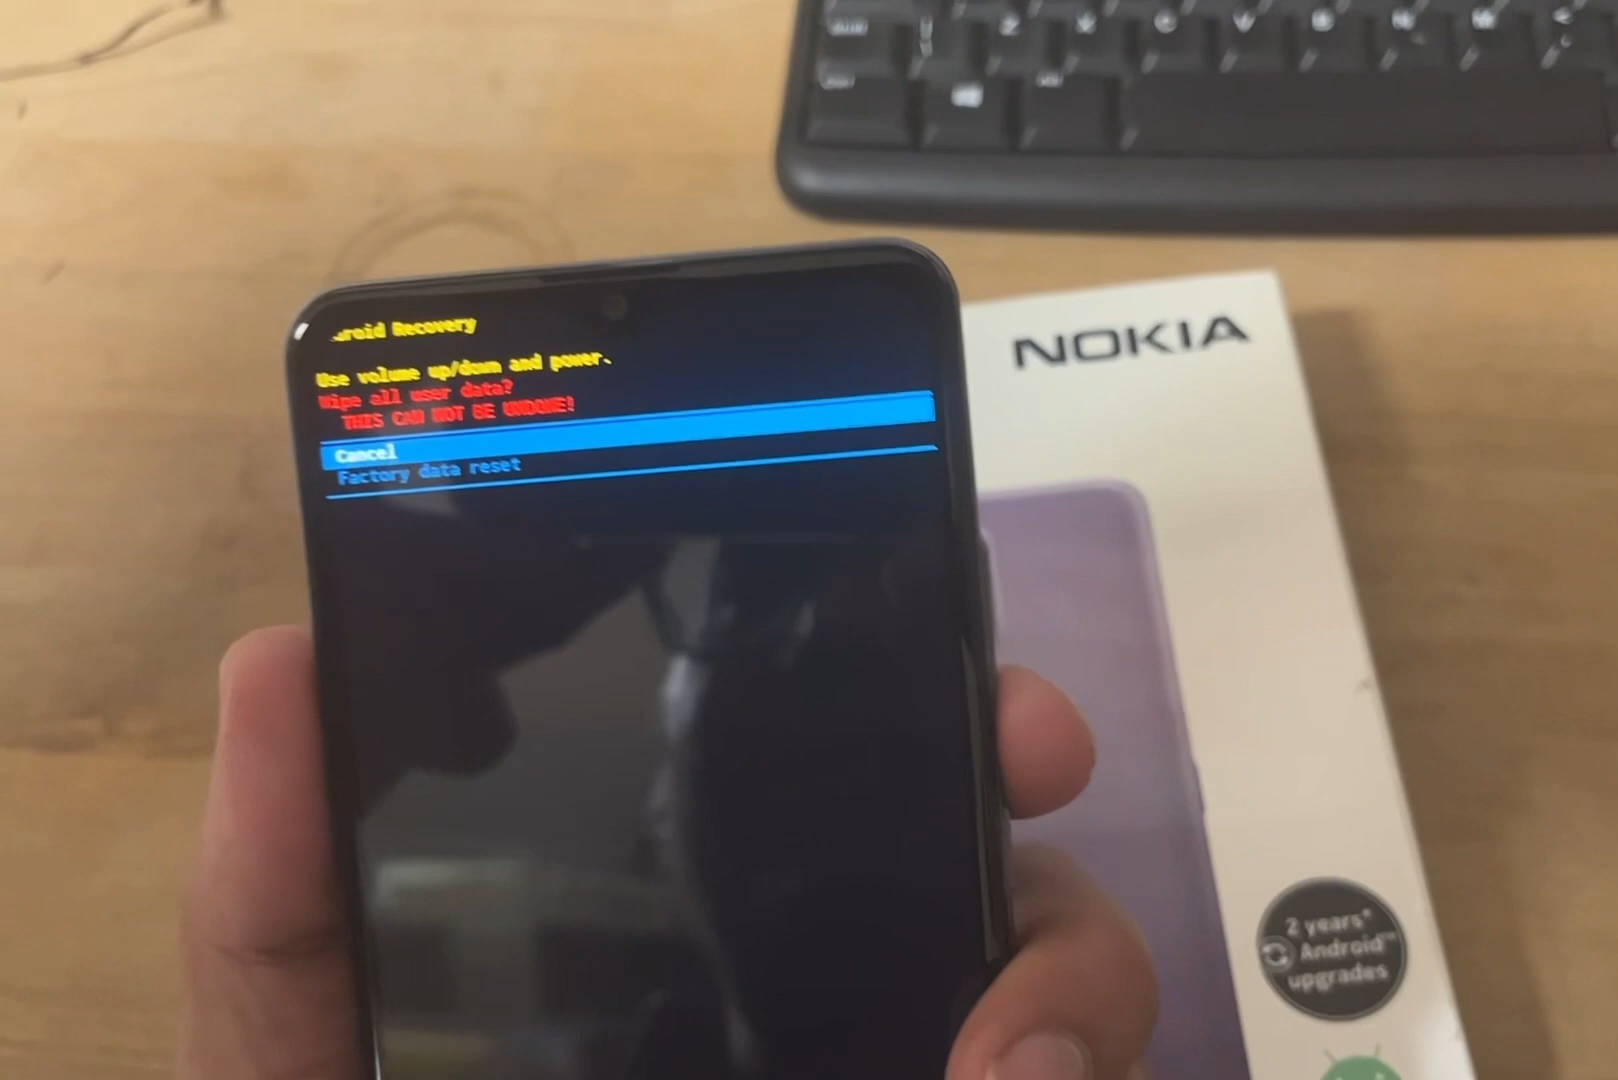 roid Recovery
Use volume up/down and power.
Wipe all user data?
THIS CAN NOT BE UNDONE!
Cancel
Factory data reset
NOKIA
2 years*
Android™
upgrades
Z X C V B N M <